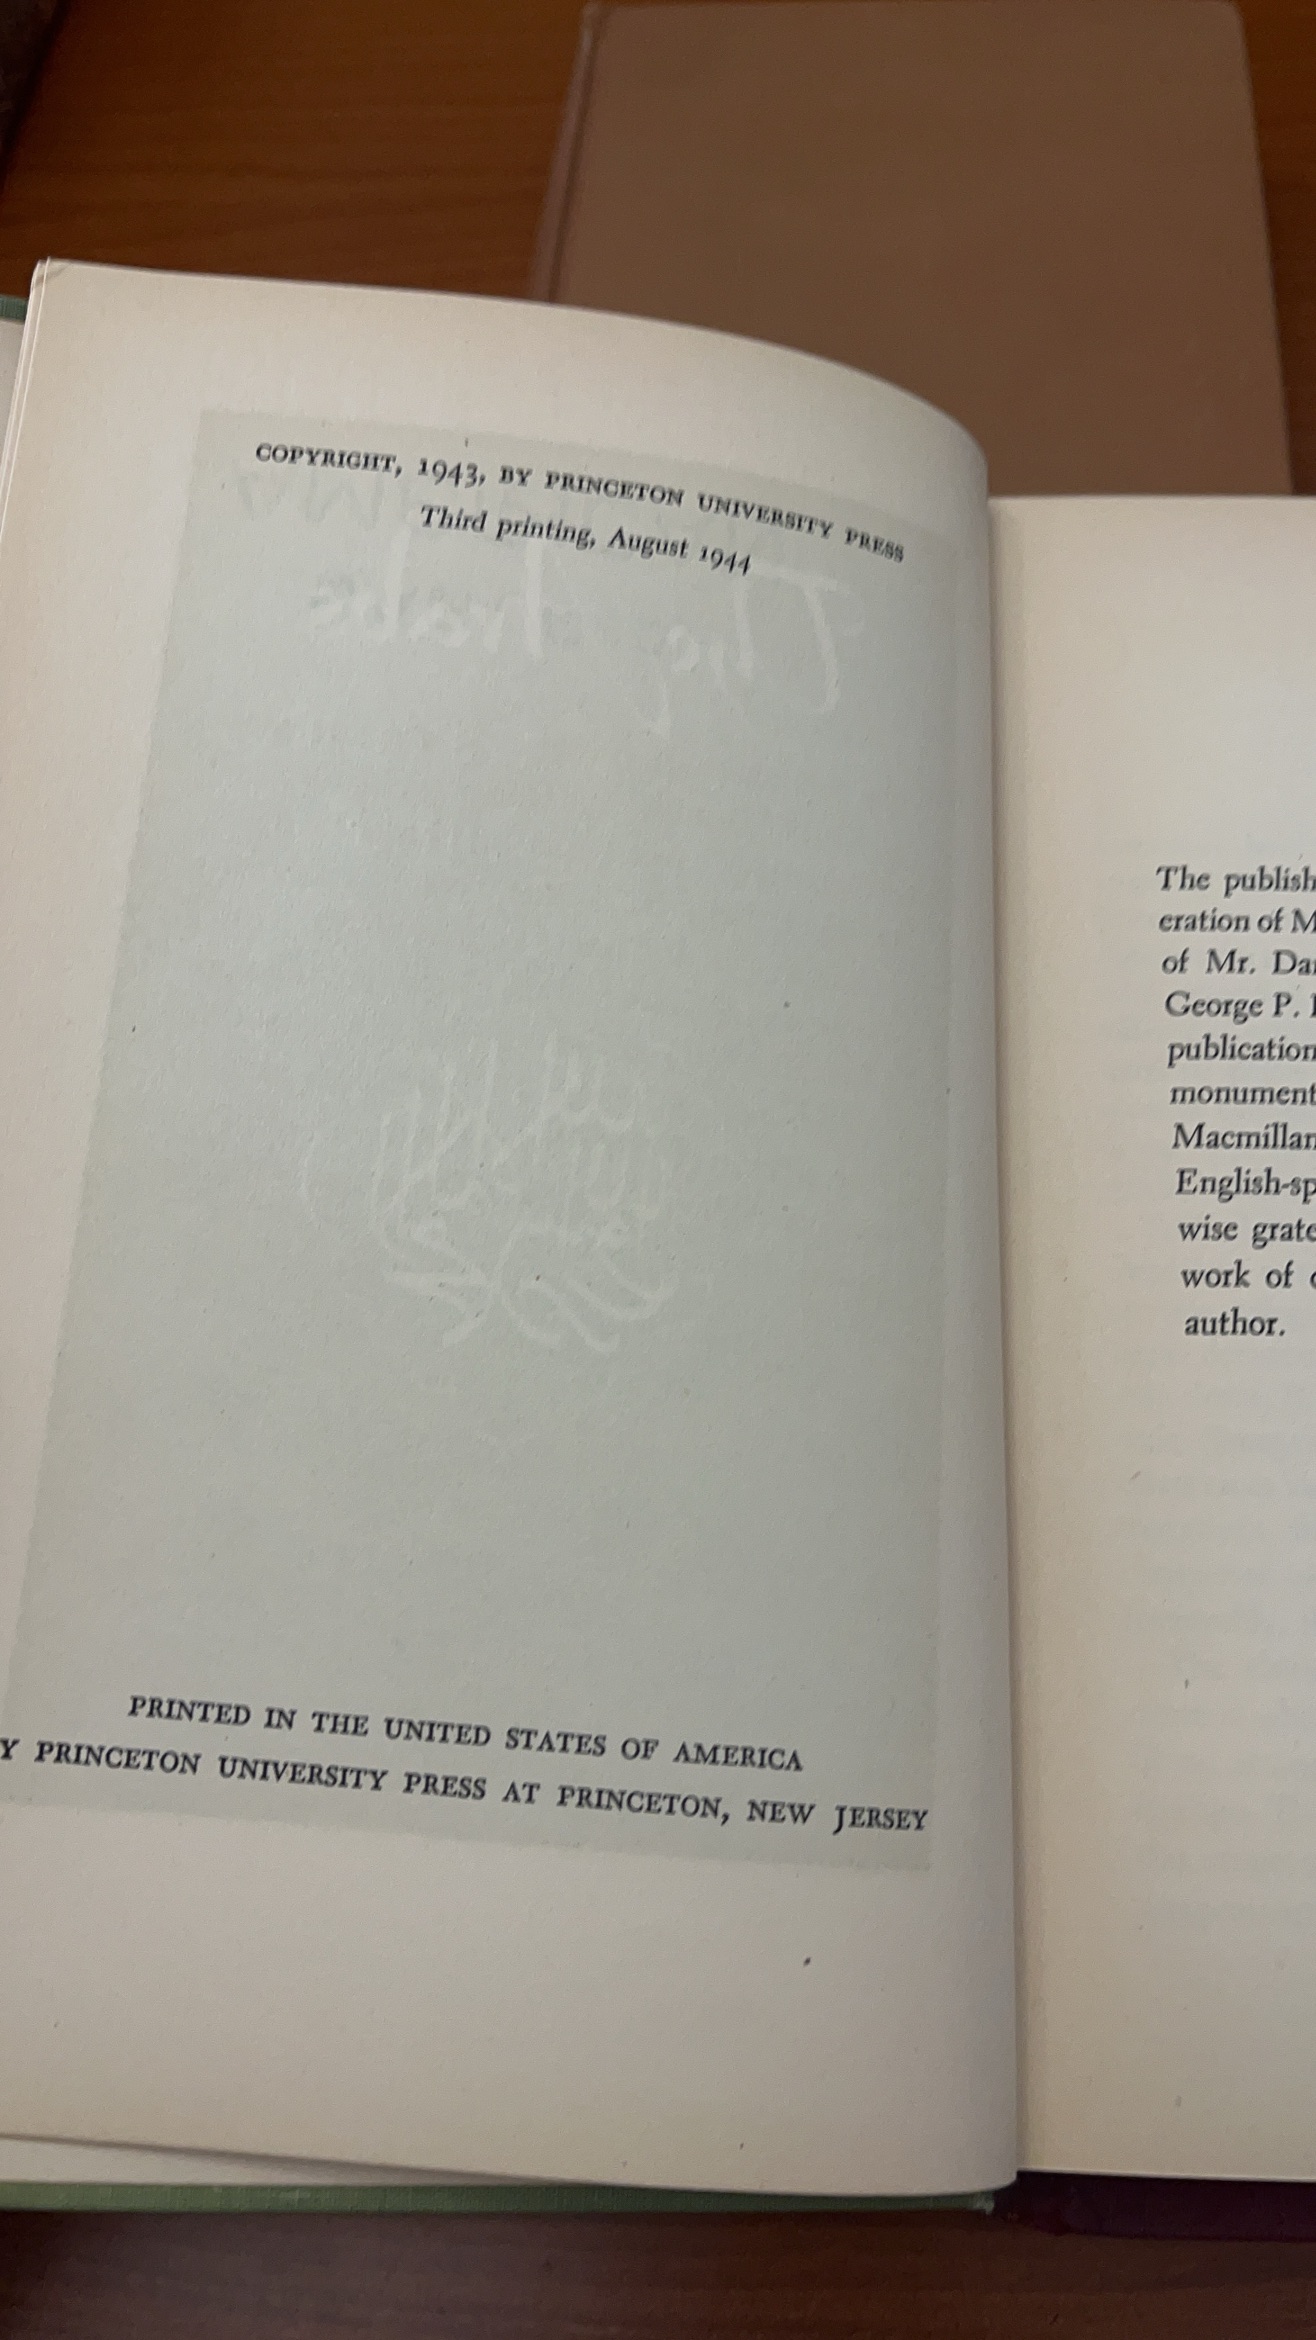 COPYRIGHT, 1943, BY PRINCETON UNIVERSITY PRESS
Third printing, August 1944
PRINTED IN THE UNITED STATES OF AMERICA
Y PRINCETON UNIVERSITY PRESS AT PRINCETON, NEW JERSEY
The publish
eration of M
of Mr. Da
George P.
publication
monument
Macmillan
English-sp
wise grate
work of
author.